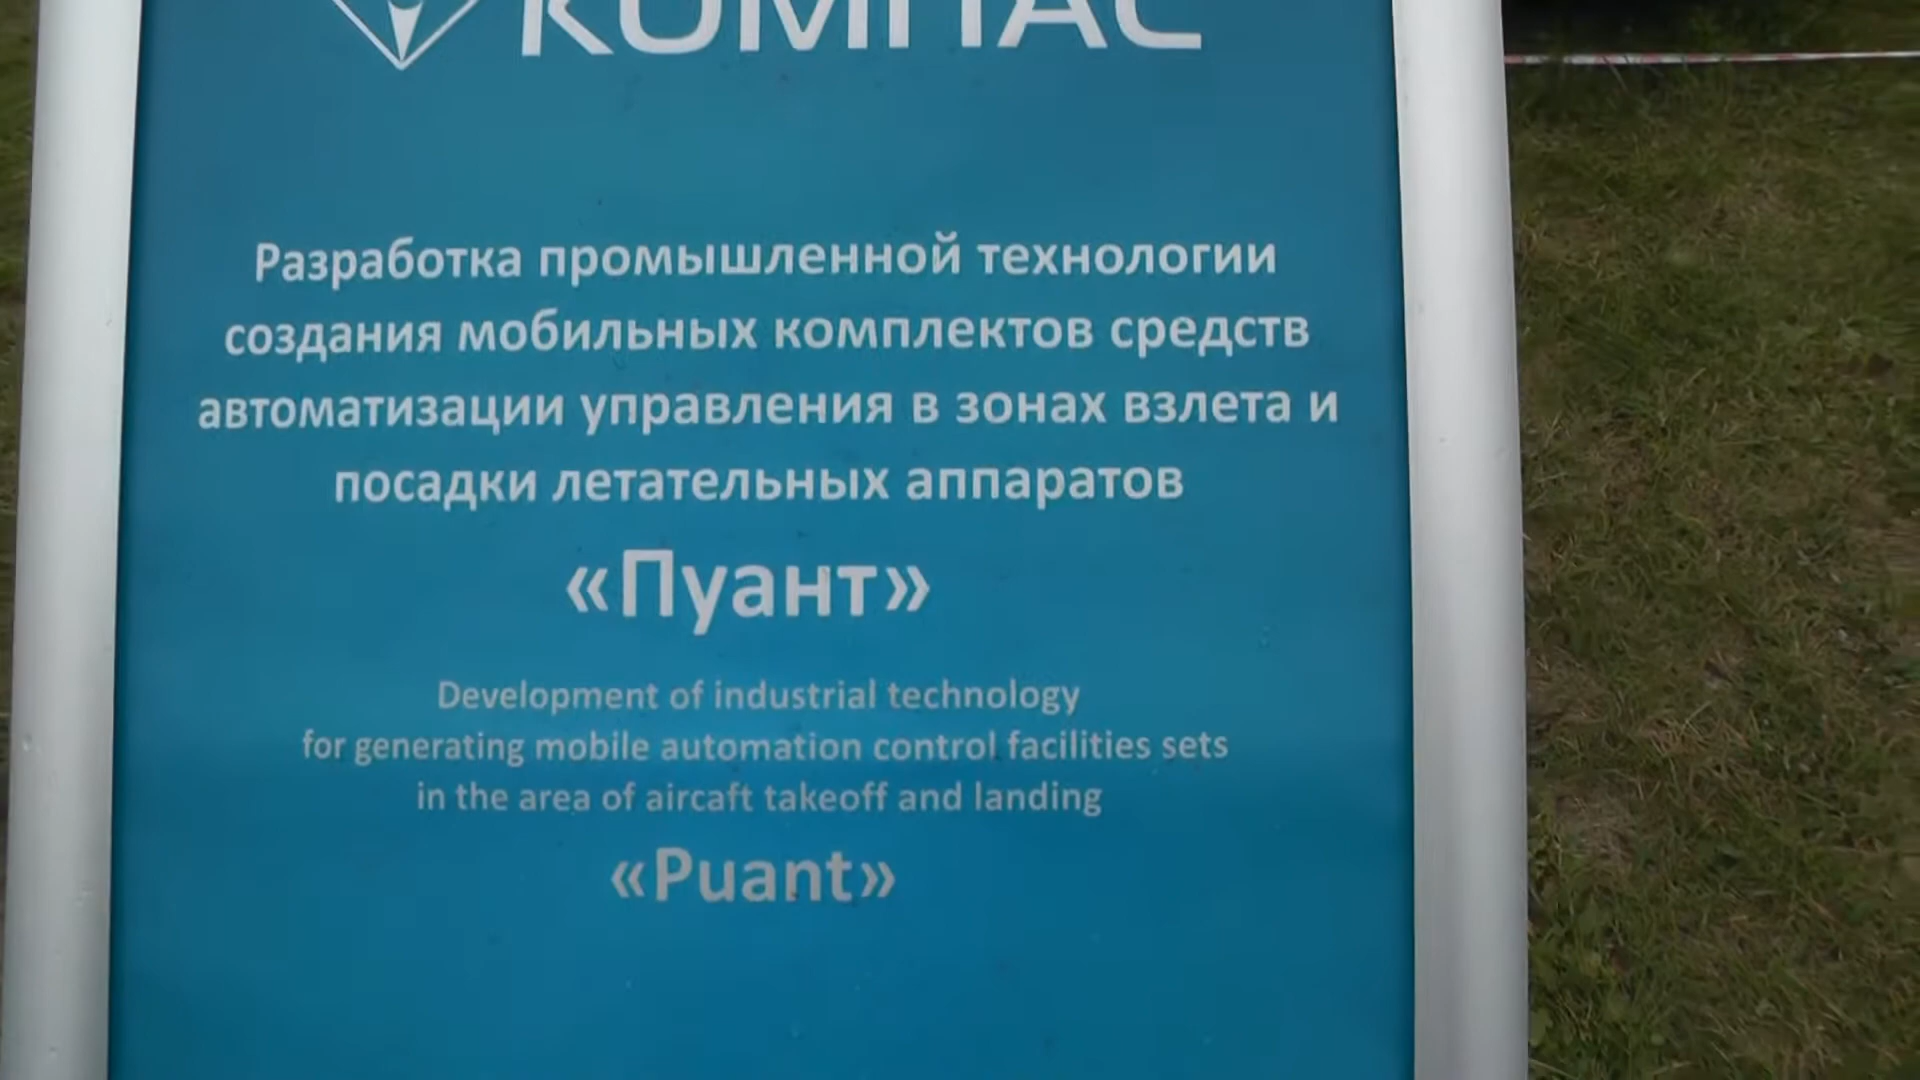 КОМПАС
Разработка промышленной технологии
создания мобильных комплектов средств
автоматизации управления в зонах взлета и
посадки летательных аппаратов
«Пуант»
Development of industrial technology
for generating mobile automation control facilities sets
in the area of aircaft takeoff and landing
«Puant»